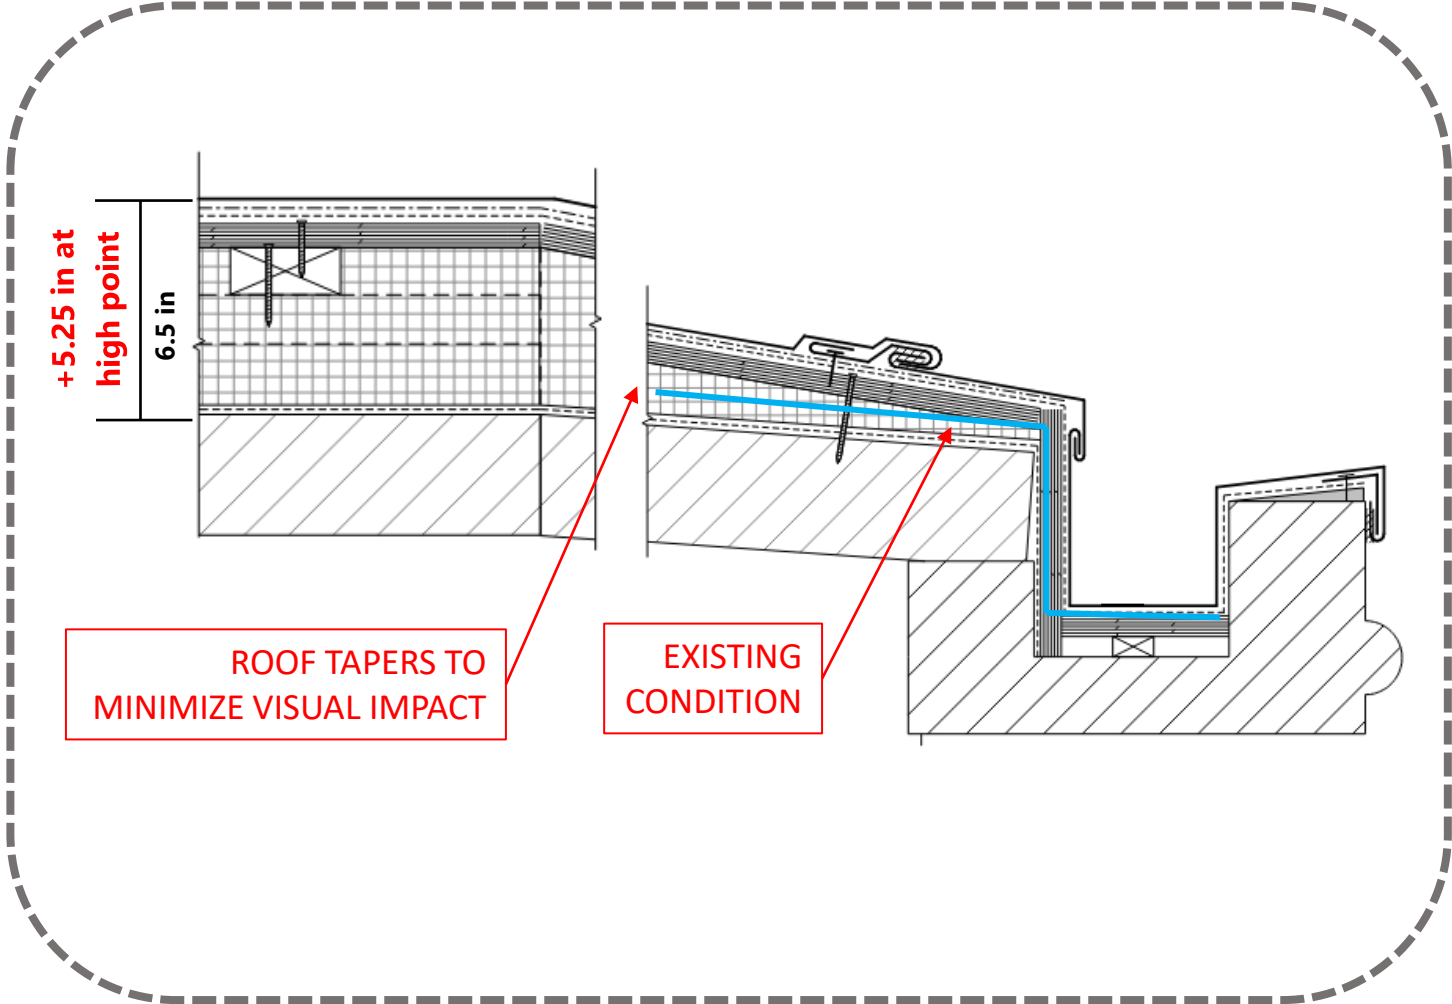 +5.25 in at
high point
6.5 in
ROOF TAPERS TO
MINIMIZE VISUAL IMPACT
EXISTING
CONDITION